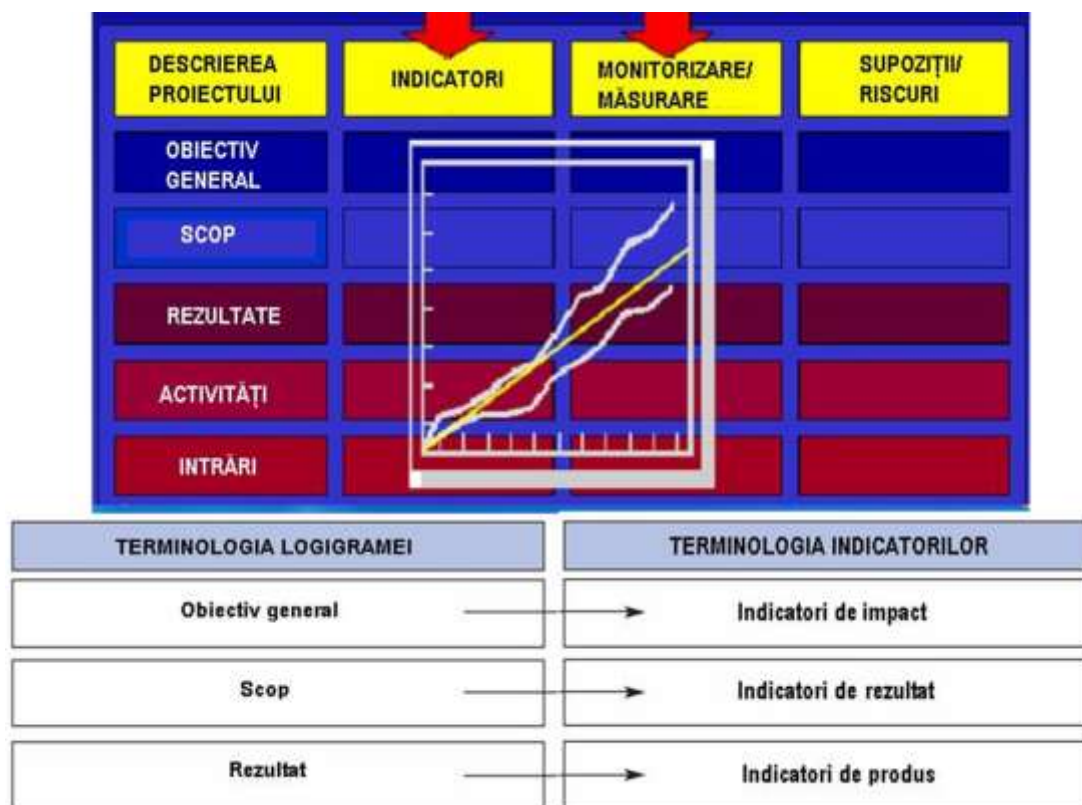 DESCRIEREA
PROIECTULUI
INDICATORI
MONITORIZARE/
MĂSURARE
SUPOZIȚII/
RISCURI
OBIECTIV
GENERAL
SCOP
REZULTATE
ACTIVITĂȚI
INTRĂRI
TERMINOLOGIA LOGIGRAMEI
TERMINOLOGIA INDICATORILOR
Obiectiv general
Indicatori de impact
Scop
Indicatori de rezultat
Rezultat
Indicatori de produs